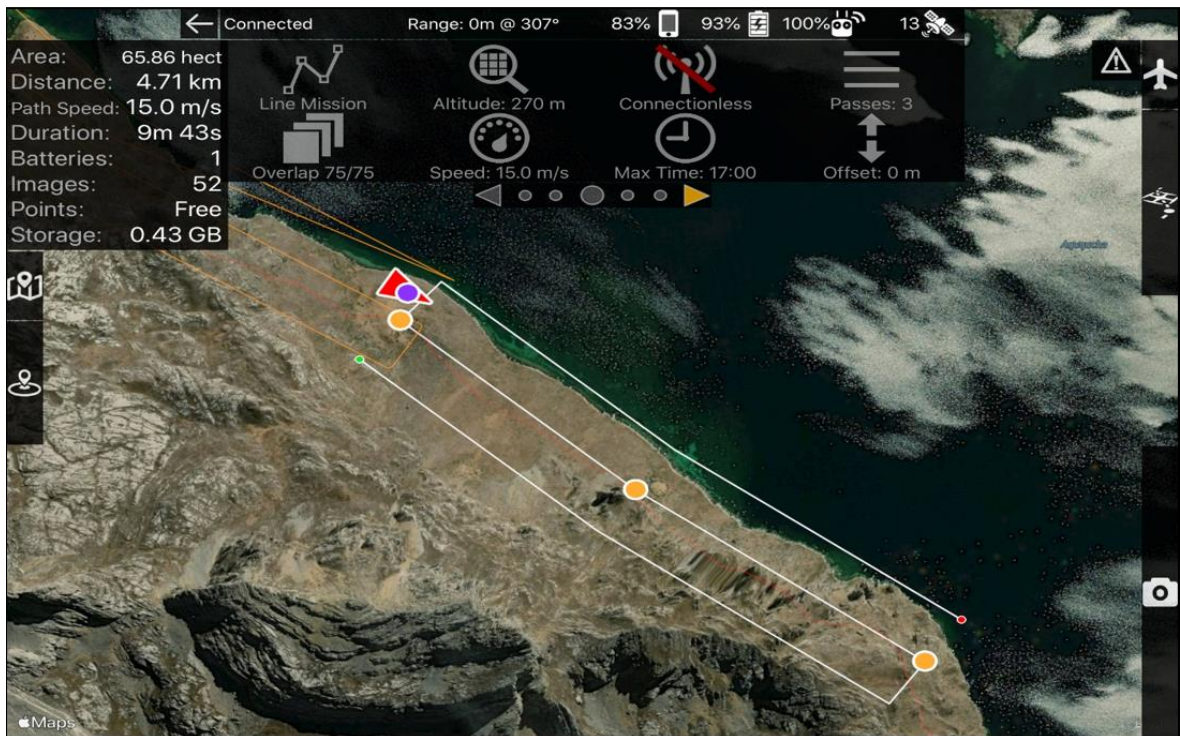 Connected
Range: 0m @ 307°
83%
93%
100%
13
Area: 65.86 hect
Distance: 4.71 km
Path Speed: 15.0 m/s
Duration: 9m 43s
Batteries: 1
Images: 52
Points: Free
Storage: 0.43 GB
Line Mission
Altitude: 270 m
Connectionless
Passes: 3
Overlap 75/75
Speed: 15.0 m/s
Max Time: 17:00
Offset: 0 m
Maps